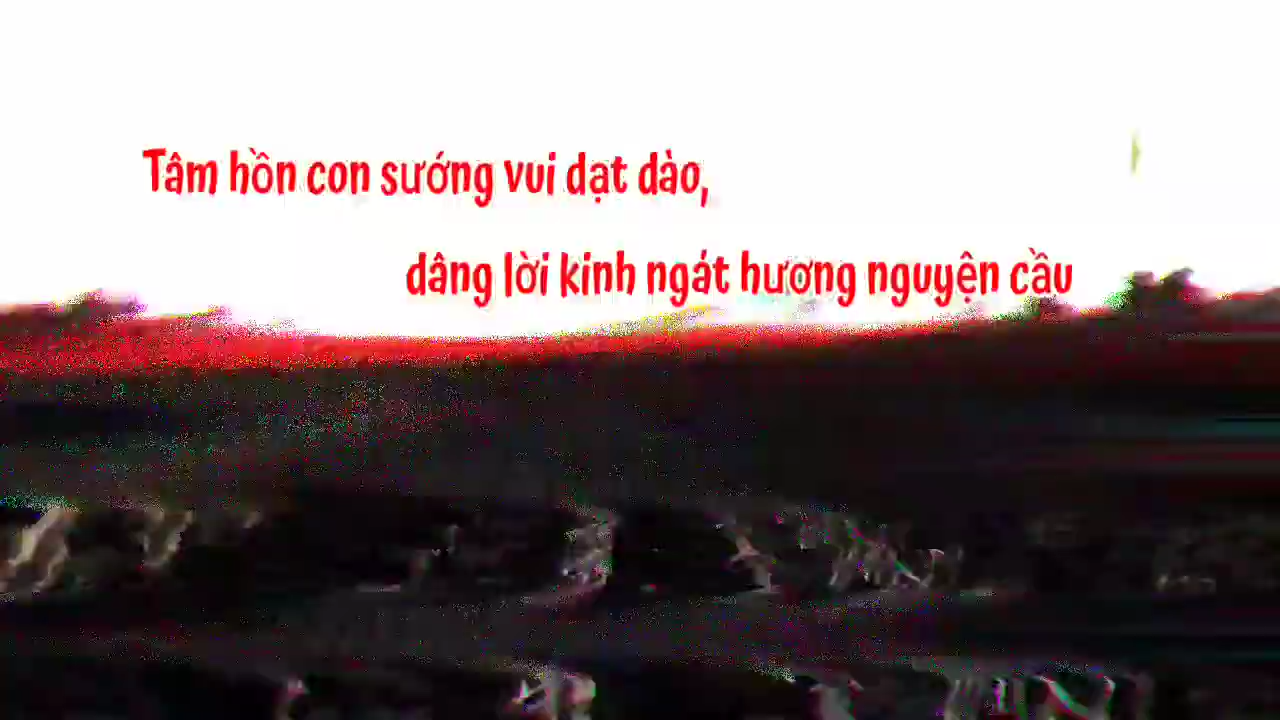 Tâm hồn con sướng vui dạt dào,
dâng lời kinh ngát hương nguyện cầu